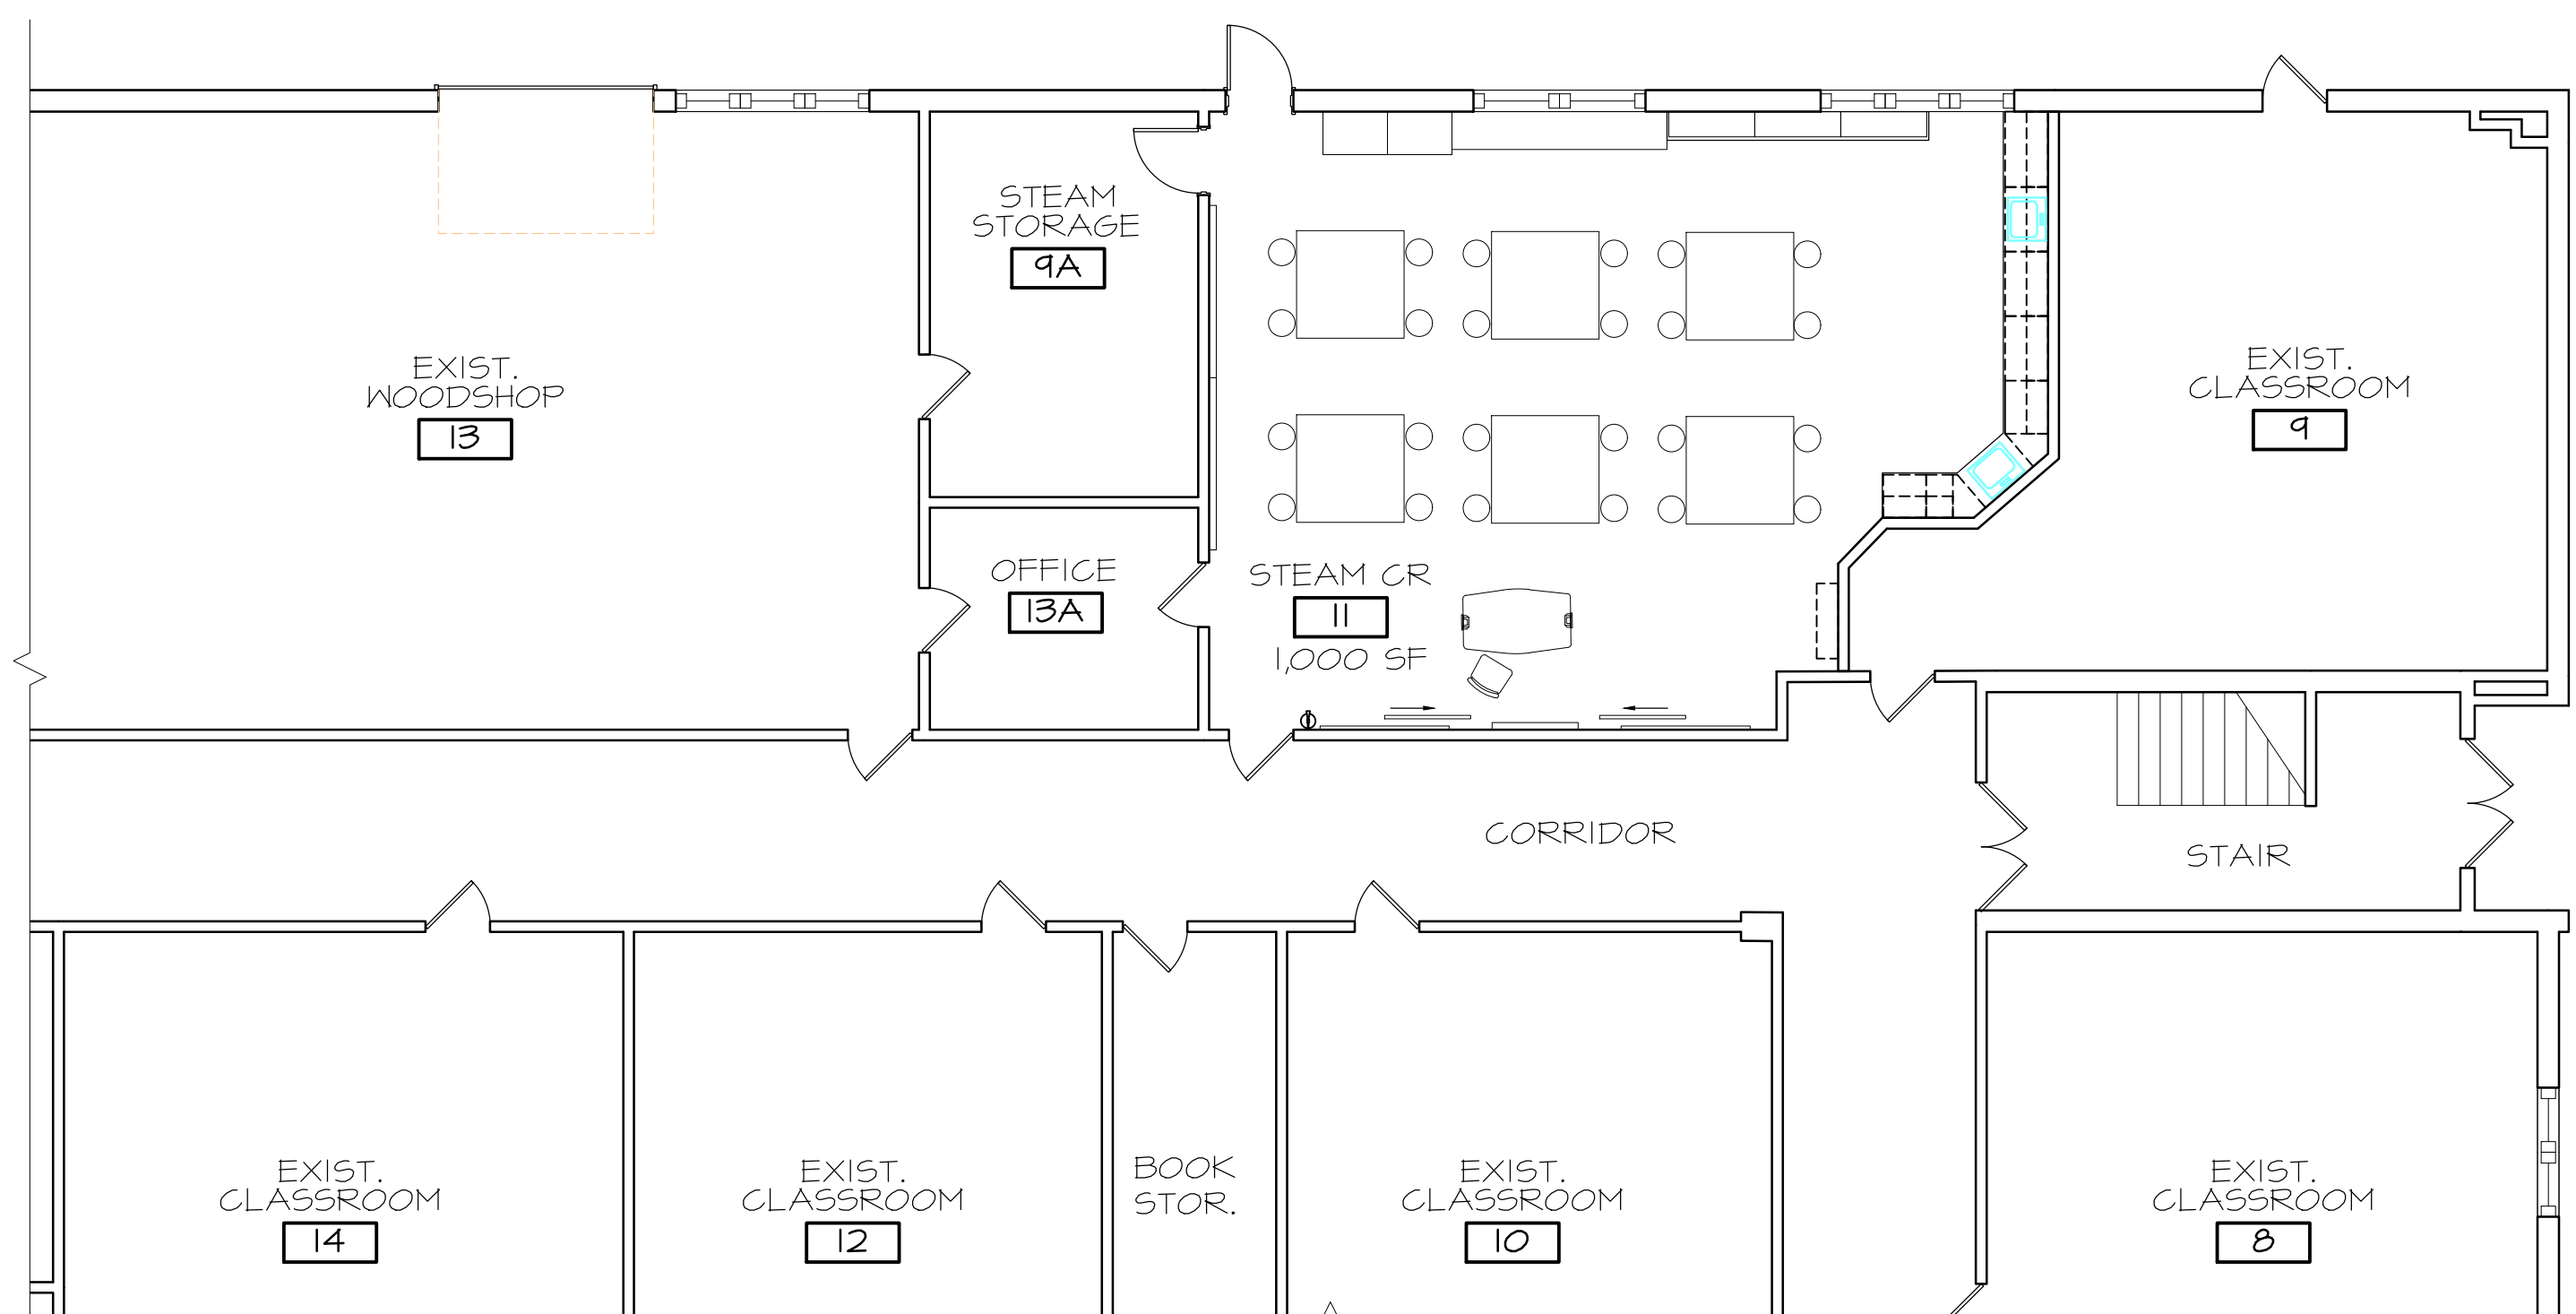 STEAM
STORAGE
9A
EXIST.
WOODSHOP
13
EXIST.
CLASSROOM
9
OFFICE
13A
STEAM CR
11
1,000 SF
CORRIDOR
STAIR
EXIST.
CLASSROOM
14
EXIST.
CLASSROOM
12
BOOK
STOR.
EXIST.
CLASSROOM
10
EXIST.
CLASSROOM
8